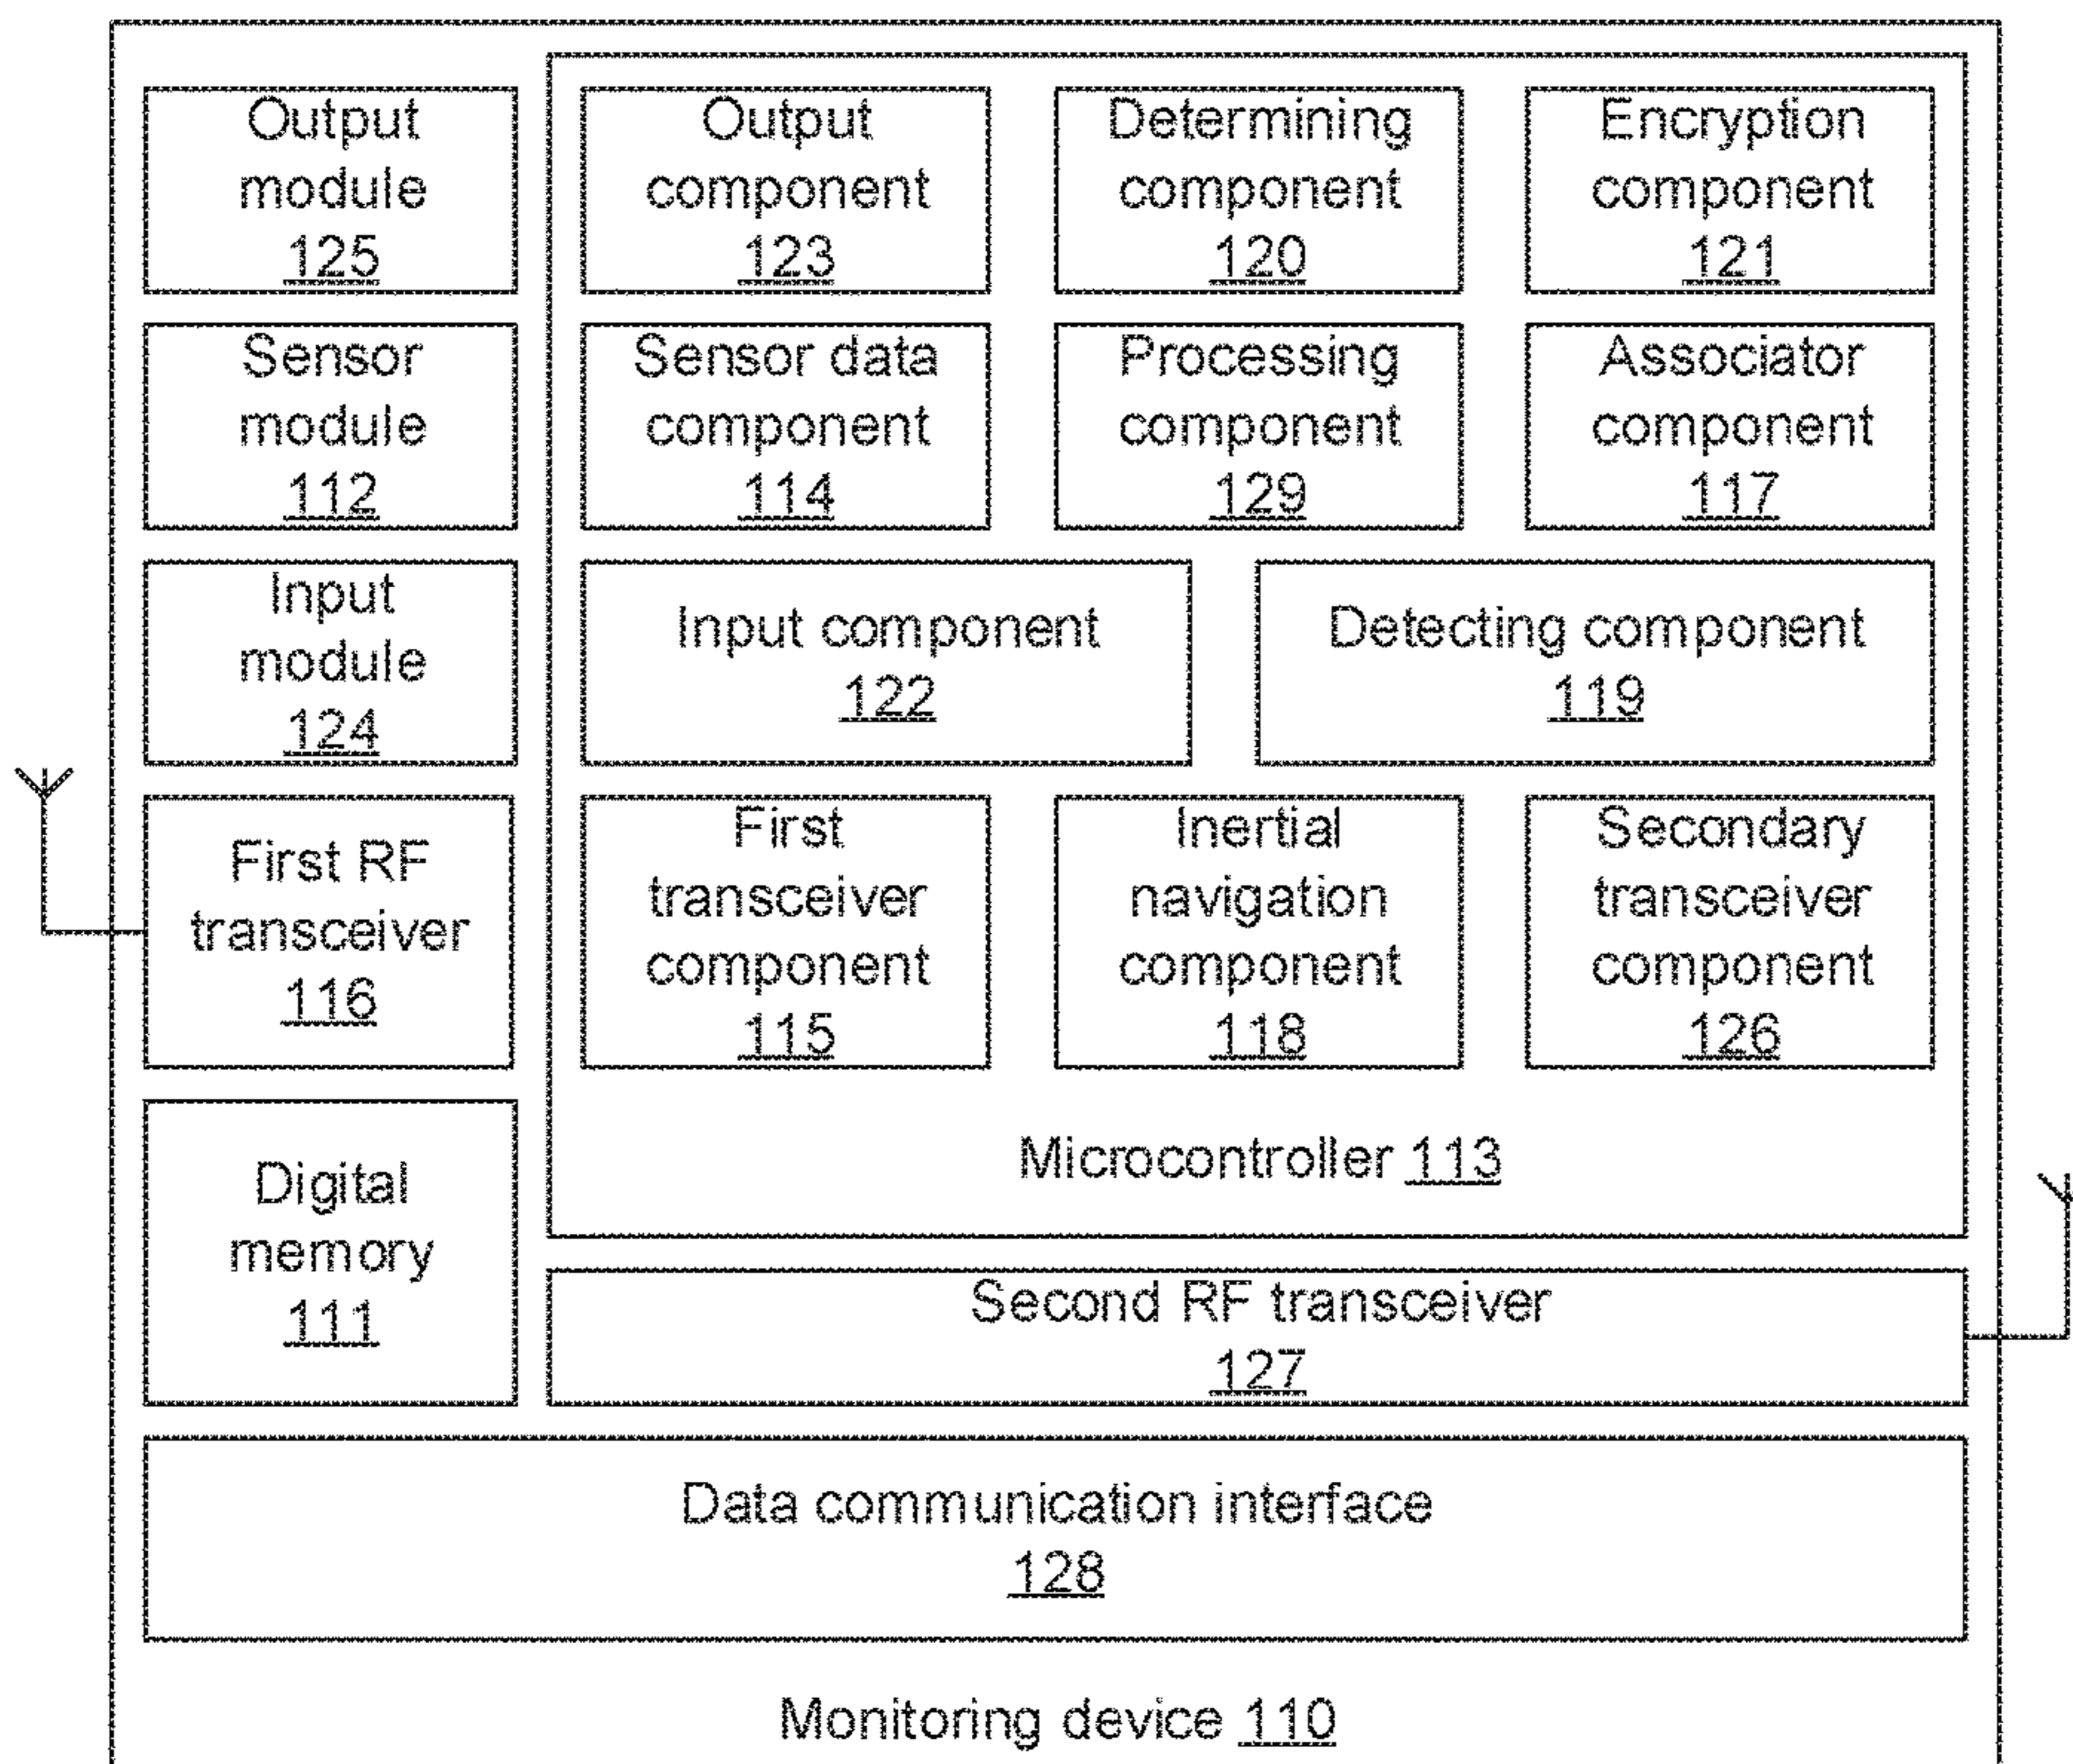 Output
module
125
Output
component
123
Determining
component
120
Encryption
component
121
Sensor
module
112
Sensor data
component
114
Processing
component
129
Associator
component
117
Input
module
124
Input component
122
Detecting component
119
First RF
transceiver
116
First
transceiver
component
115
Inertial
navigation
component
118
Secondary
transceiver
component
126
Microcontroller 113
Digital
memory
111
Second RF transceiver
127
Data communication interface
128
Monitoring device 110